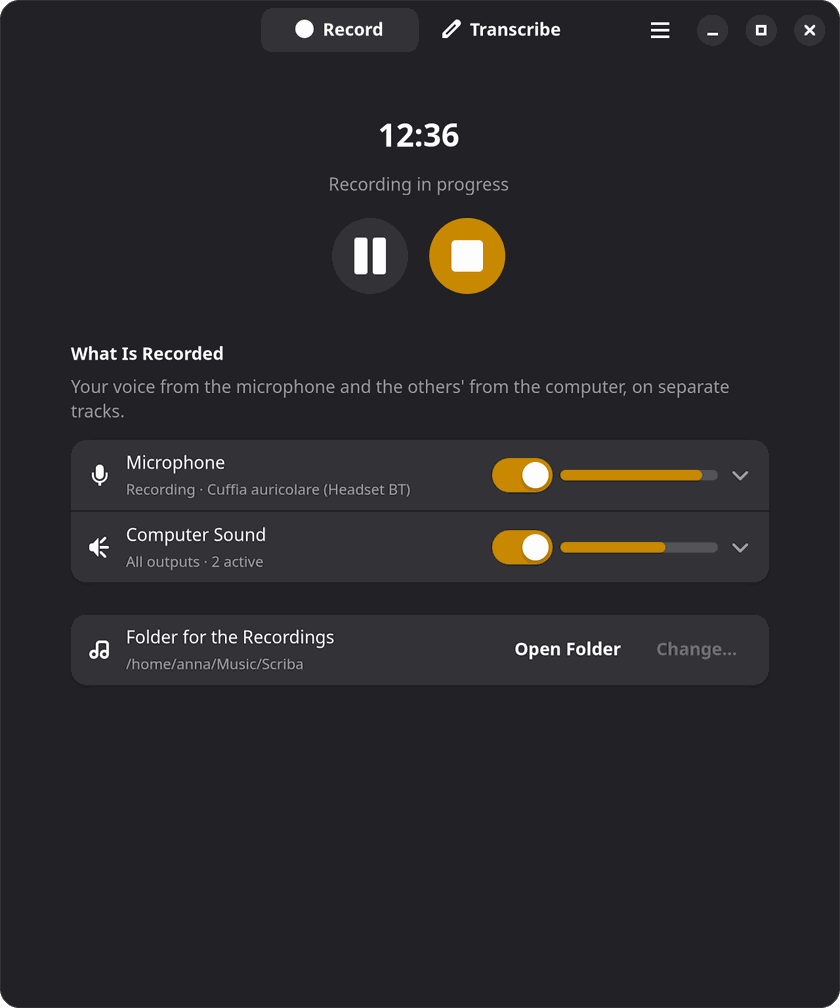 Record
Transcribe
12:36
Recording in progress
What Is Recorded
Your voice from the microphone and the others' from the computer, on separate
tracks.
Microphone
Recording · Cuffia auricolare (Headset BT)
Computer Sound
All outputs · 2 active
Folder for the Recordings
/home/anna/Music/Scriba
Open Folder
Change...